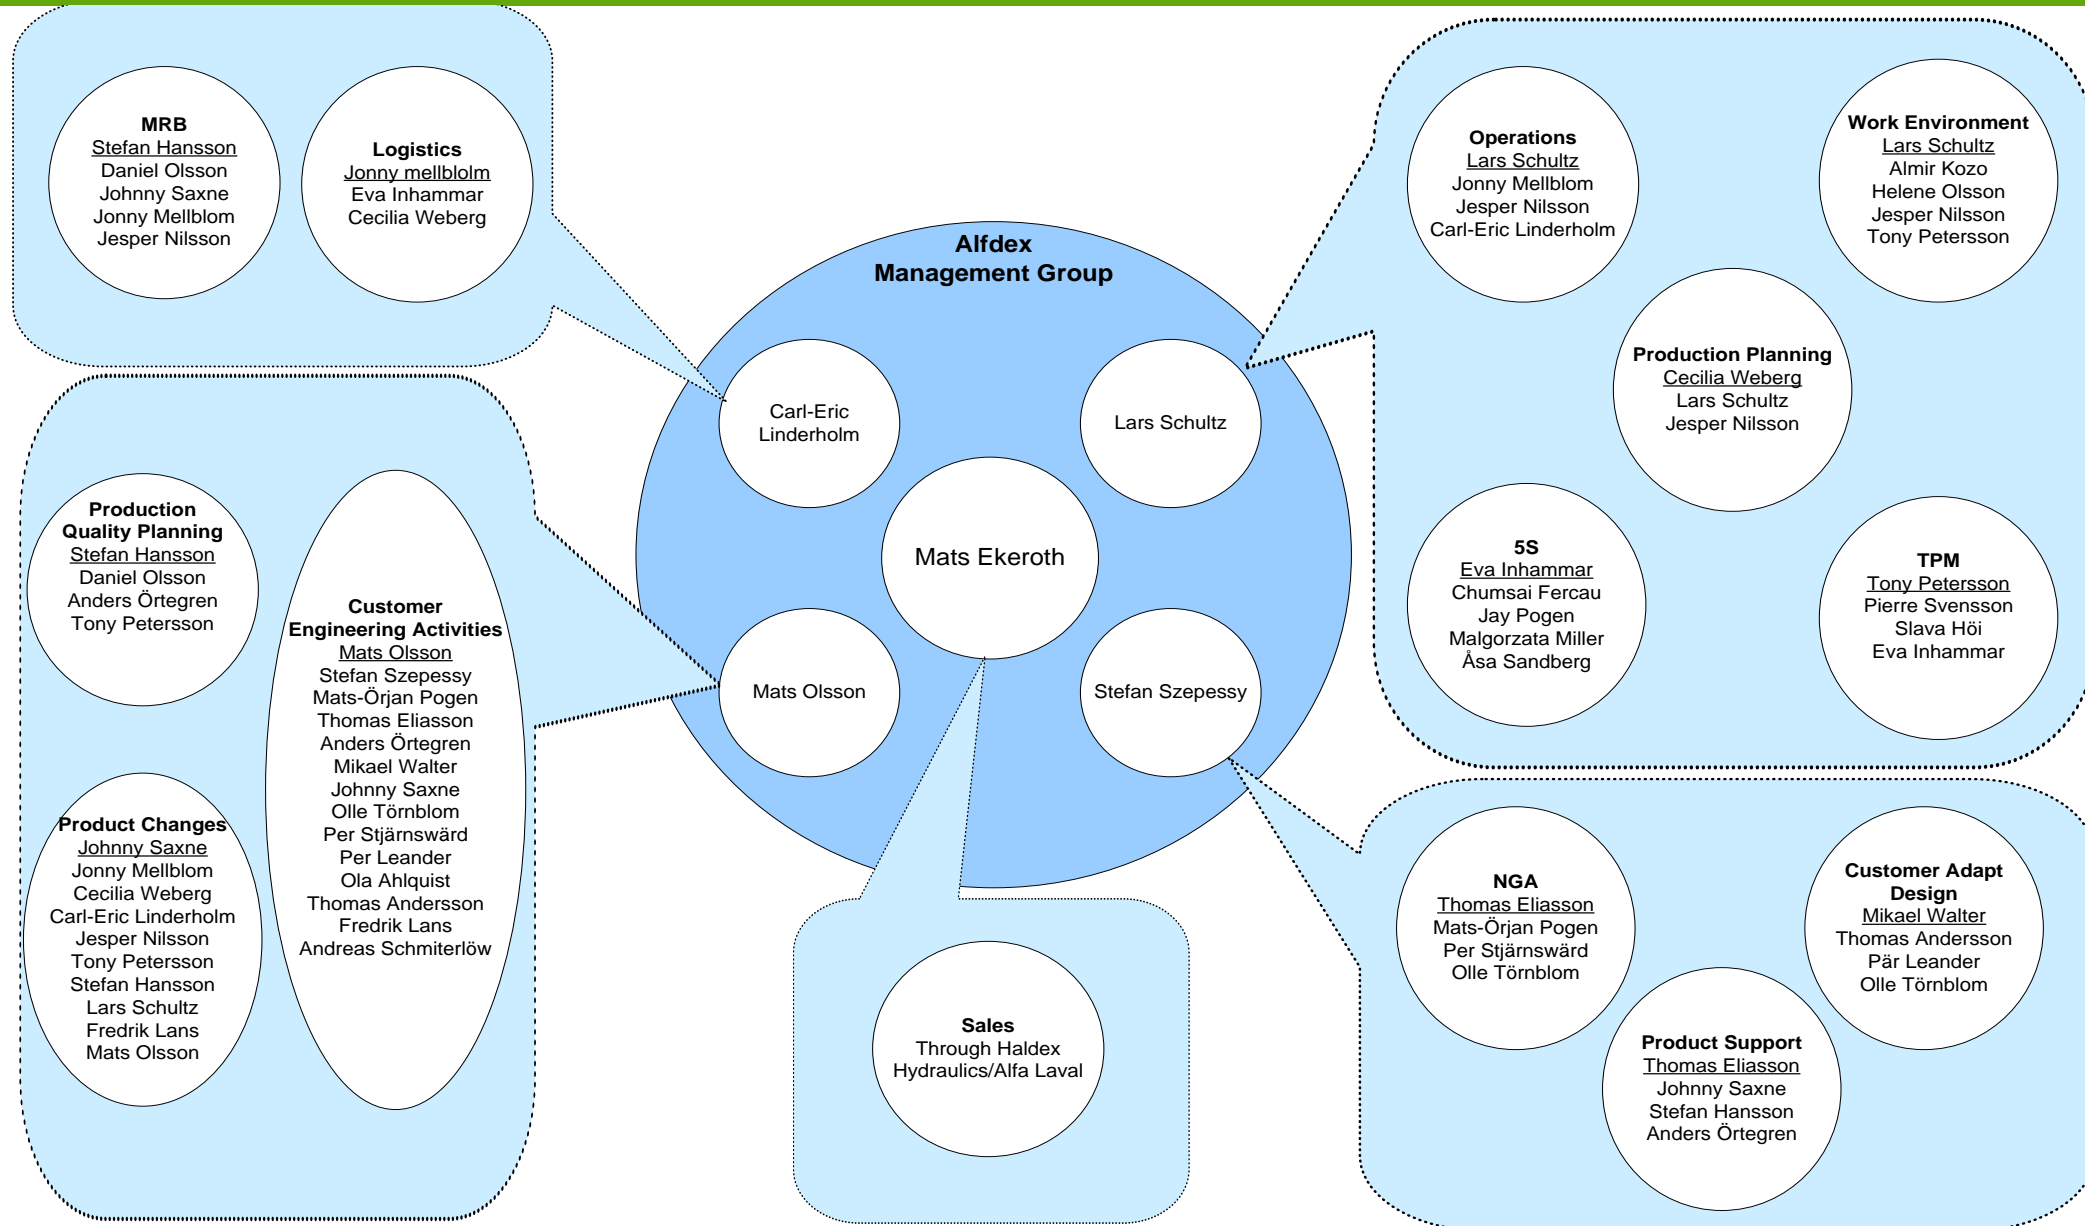 MRB
Stefan Hansson
Daniel Olsson
Johnny Saxne
Jonny Mellblom
Jesper Nilsson
Logistics
Jonny mellblolm
Eva Inhammar
Cecilia Weberg
Operations
Lars Schultz
Jonny Mellblom
Jesper Nilsson
Carl-Eric Linderholm
Work Environment
Lars Schultz
Almir Kozo
Helene Olsson
Jesper Nilsson
Tony Petersson
Production Planning
Cecilia Weberg
Lars Schultz
Jesper Nilsson
5S
Eva Inhammar
Chumsai Fercau
Jay Pogen
Malgorzata Miller
Åsa Sandberg
TPM
Tony Petersson
Pierre Svensson
Slava Höi
Eva Inhammar
Alfdex
Management Group
Carl-Eric
Linderholm
Lars Schultz
Mats Ekeroth
Mats Olsson
Stefan Szepessy
Production
Quality Planning
Stefan Hansson
Daniel Olsson
Anders Örtegren
Tony Petersson
Customer
Engineering Activities
Mats Olsson
Stefan Szepessy
Mats-Örjan Pogen
Thomas Eliasson
Anders Örtegren
Mikael Walter
Johnny Saxne
Olle Törnblom
Per Stjärnswärd
Per Leander
Ola Ahlquist
Thomas Andersson
Fredrik Lans
Andreas Schmiterlöw
Product Changes
Johnny Saxne
Jonny Mellblom
Cecilia Weberg
Carl-Eric Linderholm
Jesper Nilsson
Tony Petersson
Stefan Hansson
Lars Schultz
Fredrik Lans
Mats Olsson
Sales
Through Haldex
Hydraulics/Alfa Laval
NGA
Thomas Eliasson
Mats-Örjan Pogen
Per Stjärnswärd
Olle Törnblom
Customer Adapt
Design
Mikael Walter
Thomas Andersson
Pär Leander
Olle Törnblom
Product Support
Thomas Eliasson
Johnny Saxne
Stefan Hansson
Anders Örtegren